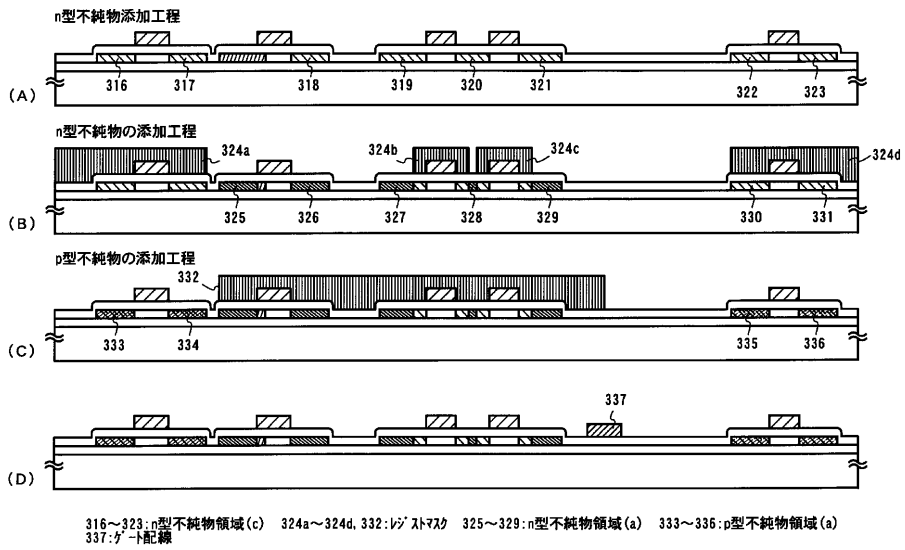 n型不純物添加工程
316 317 318 319 320 321 322 323
(A)
n型不純物の添加工程
324a 324b 324c 324d
325 326 327 328 329 330 331
(B)
p型不純物の添加工程
332
333 334 335 336
(C)
337
(D)
316～323:n型不純物領域(c) 324a～324d,332:レジストマスク 325～329:n型不純物領域(a) 333～336:p型不純物領域(a)
337:ゲート配線